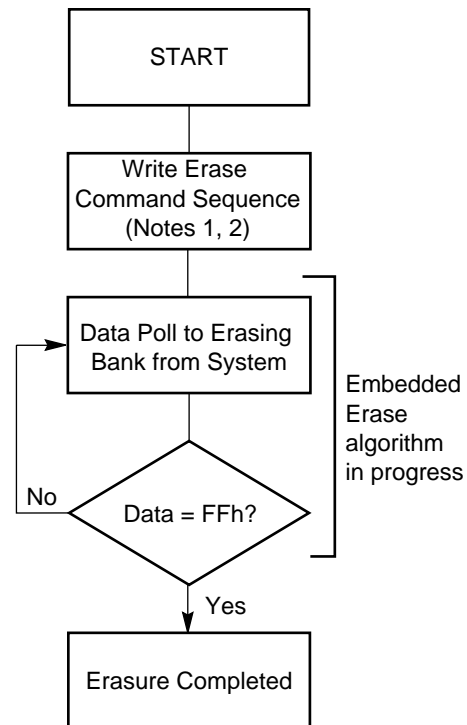 START
Write Erase
Command Sequence
(Notes 1, 2)
Data Poll to Erasing
Bank from System
Embedded
Erase
algorithm
in progress
No
Data = FFh?
Yes
Erasure Completed